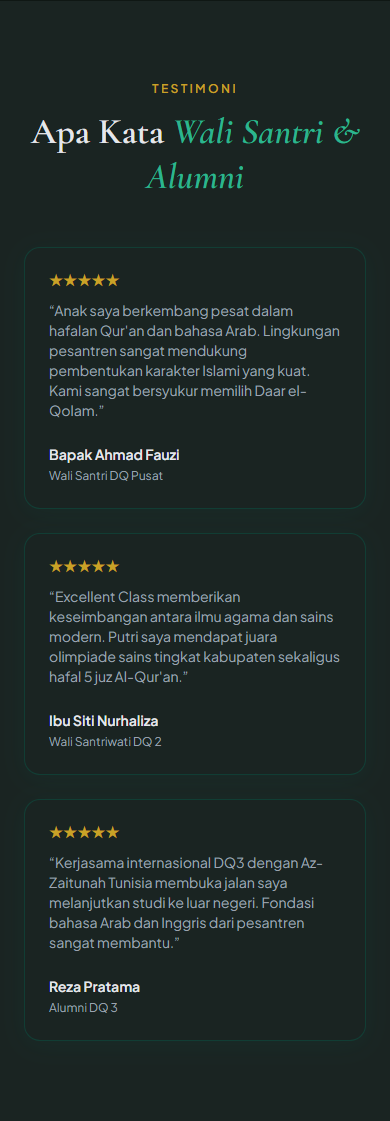 TESTIMONI
Apa Kata Wali Santri &
Alumni
★★★★★
“Anak saya berkembang pesat dalam
hafalan Qur'an dan bahasa Arab. Lingkungan
pesantren sangat mendukung
pembentukan karakter Islami yang kuat.
Kami sangat bersyukur memilih Daar el-
Qolam.”
Bapak Ahmad Fauzi
Wali Santri DQ Pusat
★★★★★
“Excellent Class memberikan
keseimbangan antara ilmu agama dan sains
modern. Putri saya mendapat juara
olimpiade sains tingkat kabupaten sekaligus
hafal 5 juz Al-Qur'an.”
Ibu Siti Nurhaliza
Wali Santriwati DQ 2
★★★★★
“Kerjasama internasional DQ3 dengan Az-
Zaitunah Tunisia membuka jalan saya
melanjutkan studi ke luar negeri. Fondasi
bahasa Arab dan Inggris dari pesantren
sangat membantu.”
Reza Pratama
Alumni DQ 3